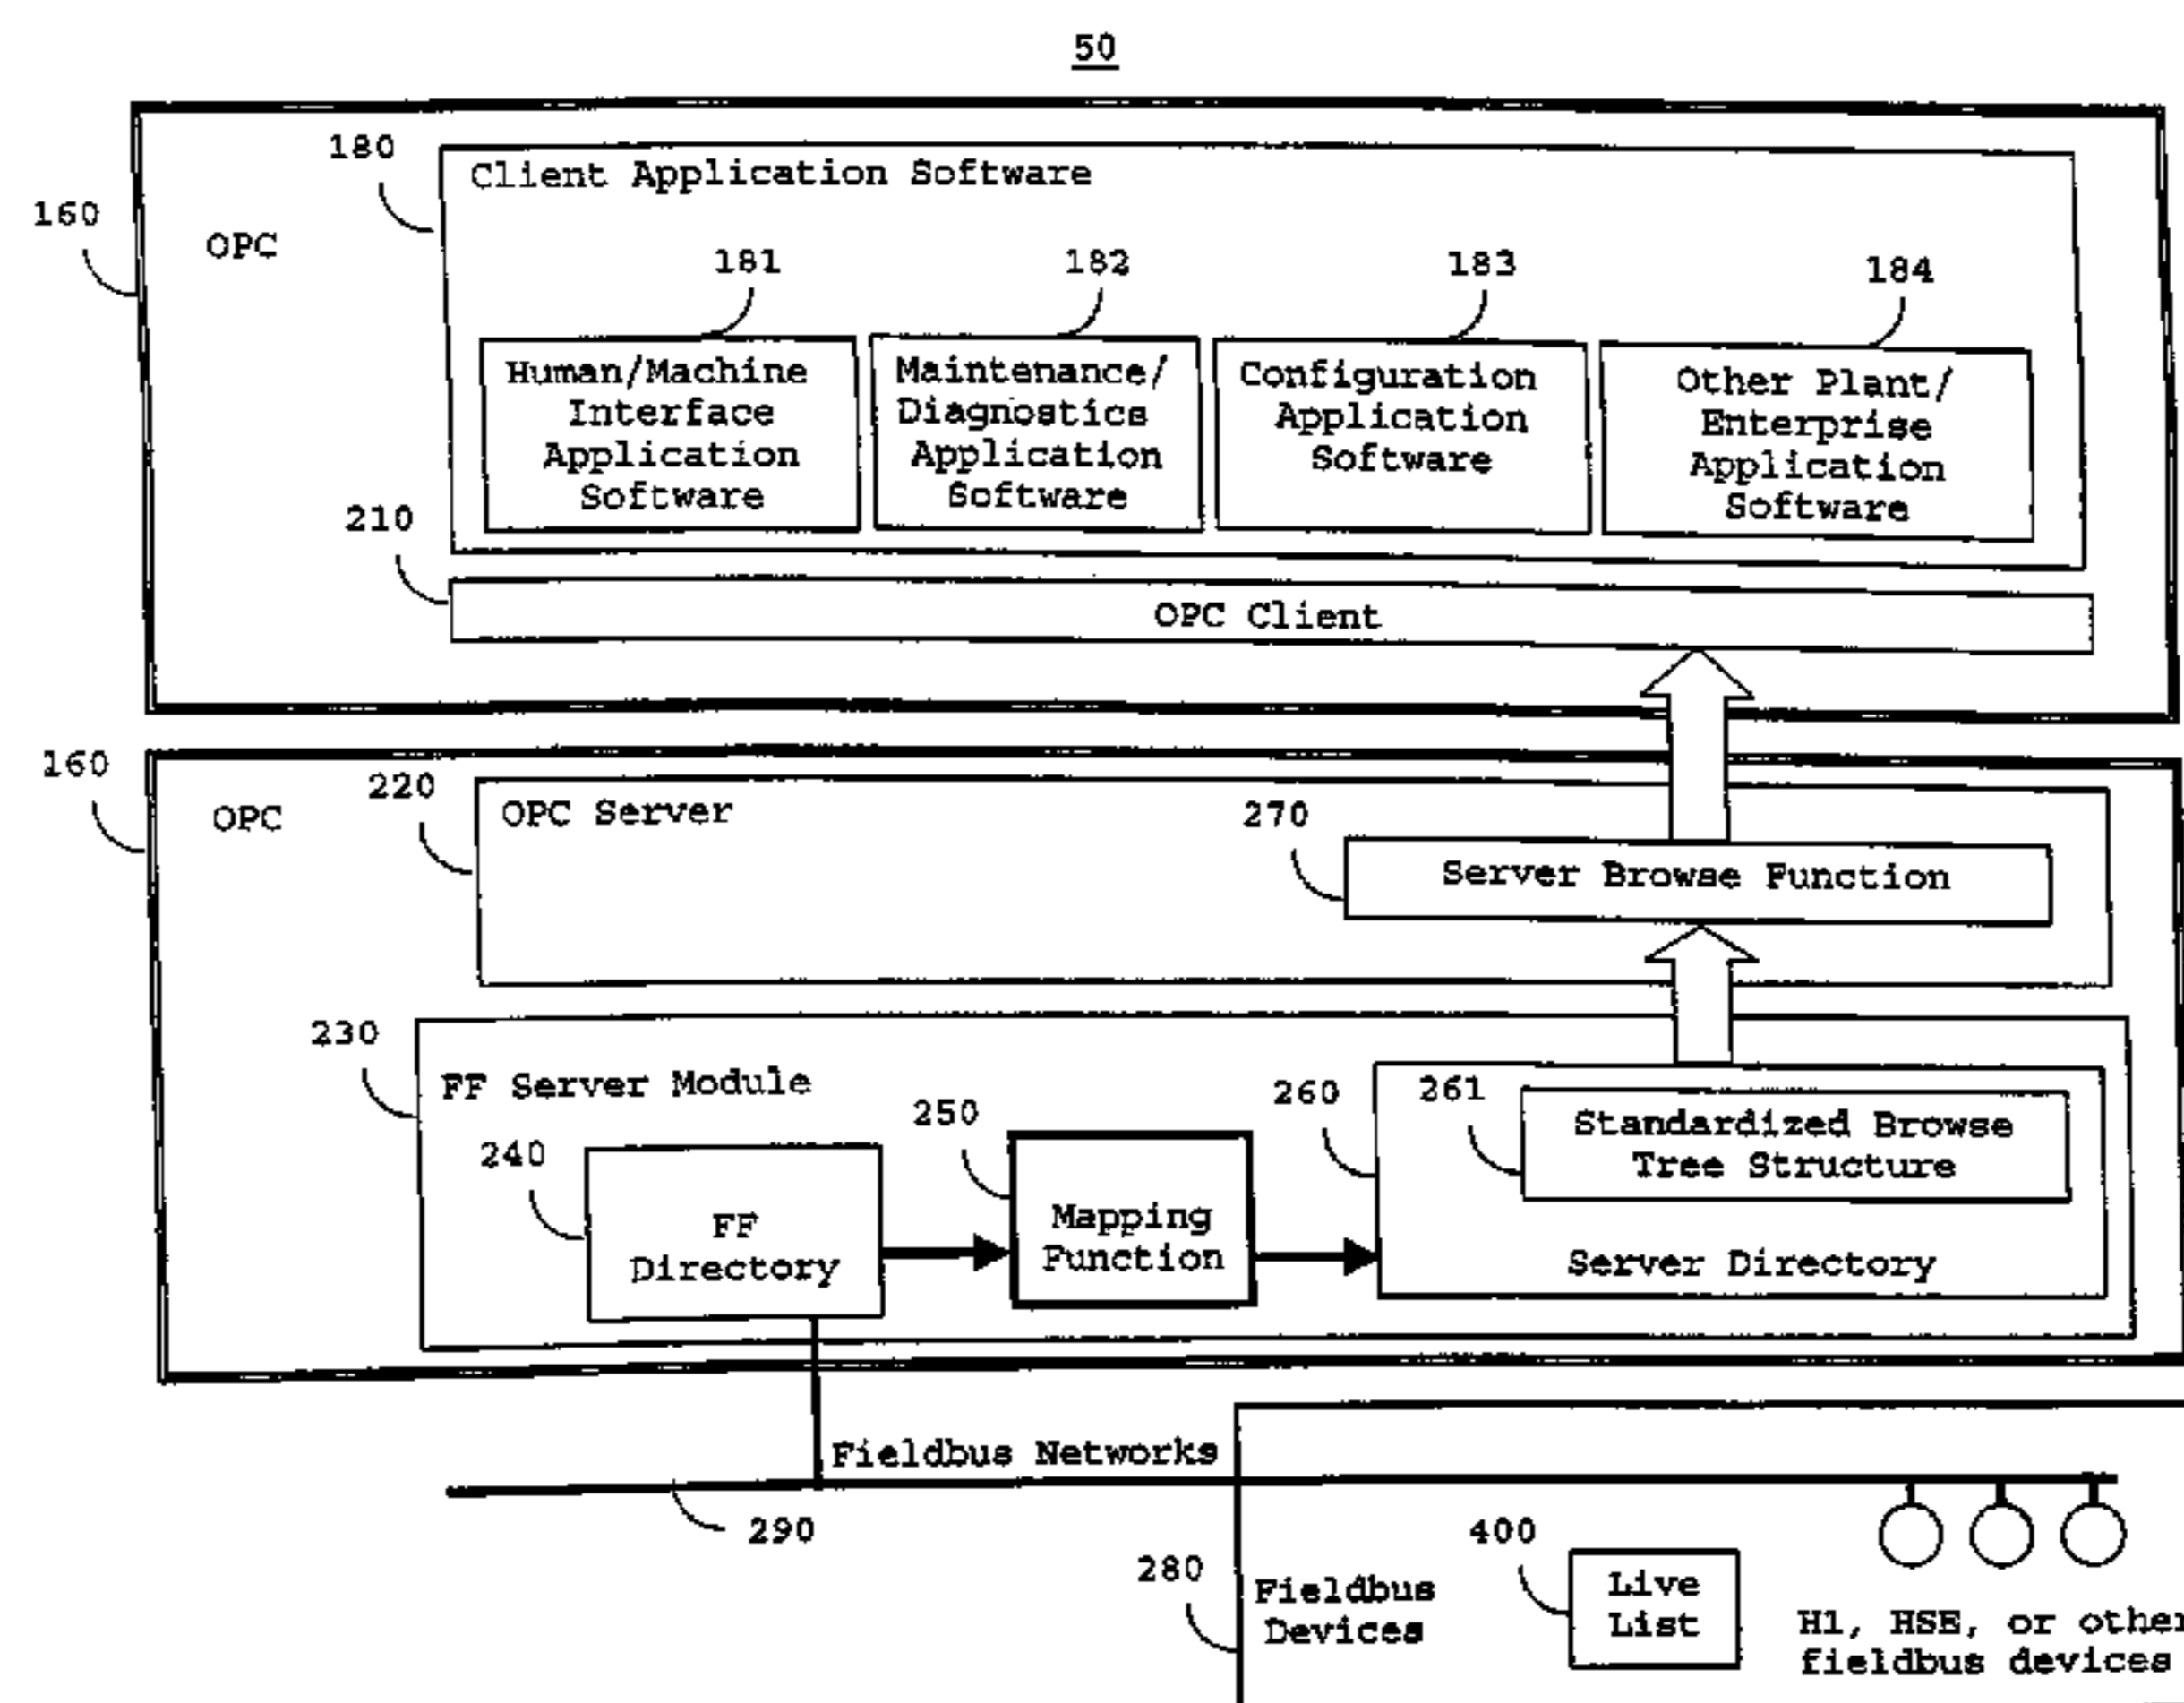 50
180
Client Application Software
160
OPC
181
182
183
184
Human/Machine
Interface
Application
Software
Maintenance/
Diagnostics
Application
Software
Configuration
Application
Software
Other Plant/
Enterprise
Application
Software
210
OPC Client
160
220
OPC
OPC Server
270
Server Browse Function
230
FF Server Module
240
FF
Directory
250
Mapping
Function
260
261
Standardized Browse
Tree Structure
Server Directory
Fieldbus Networks
290
280
Fieldbus
Devices
400
Live
List
H1, HSE, or other
fieldbus devices